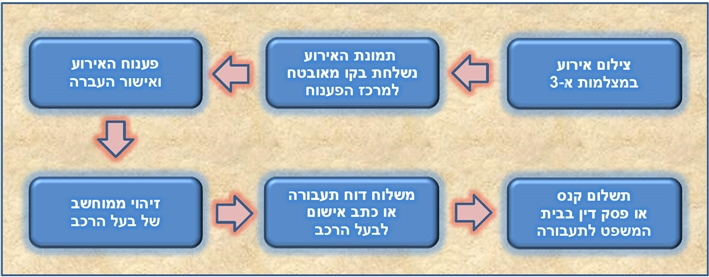 צילום אירוע
במצלמות א-3
תמונת האירוע
נשלחת בקו מאובטח
למרכז הפענוח
פענוח האירוע
ואישור העברה
זיהוי ממוחשב
של בעל הרכב
משלוח דוח תעבורה
או כתב אישום
לבעל הרכב
תשלום קנס
או פסק דין בבית
המשפט לתעבורה